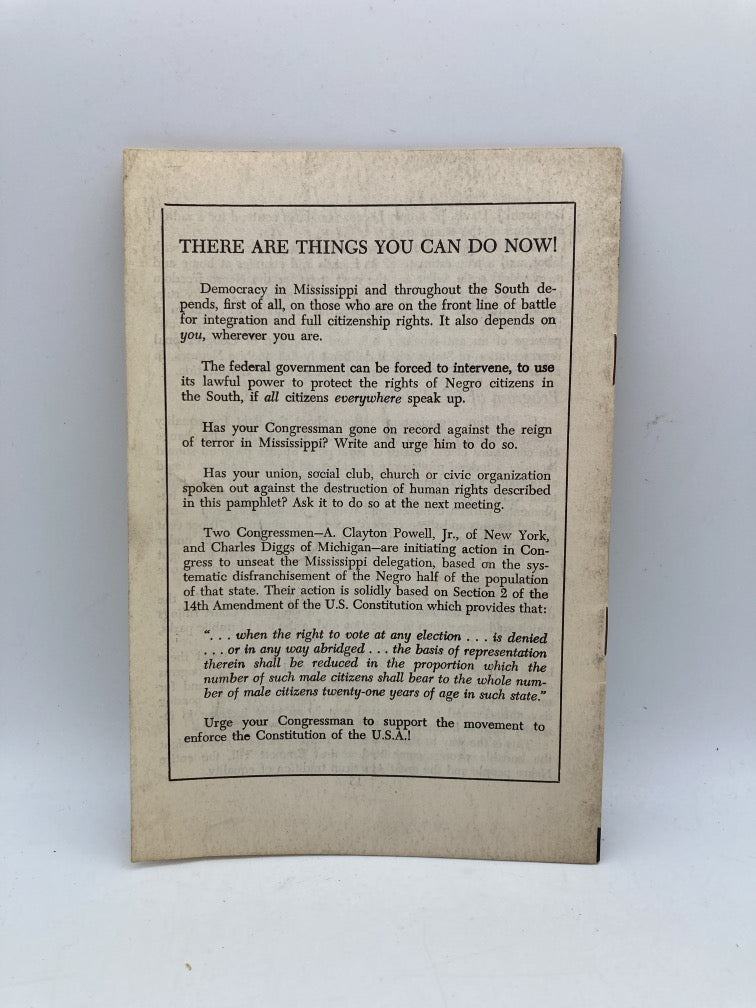 THERE ARE THINGS YOU CAN DO NOW!
Democracy in Mississippi and throughout the South de-
pends, first of all, on those who are on the front line of battle
for integration and full citizenship rights. It also depends on
you, wherever you are.
The federal government can be forced to intervene, to use
its lawful power to protect the rights of Negro citizens in
the South, if all citizens everywhere speak up.
Has your Congressman gone on record against the reign
of terror in Mississippi? Write and urge him to do so.
Has your union, social club, church or civic organization
spoken out against the destruction of human rights described
in this pamphlet? Ask it to do so at the next meeting.
Two Congressmen—A. Clayton Powell, Jr., of New York,
and Charles Diggs of Michigan—are initiating action in Con-
gress to unseat the Mississippi delegation, based on the sys-
tematic disfranchisement of the Negro half of the population
of that state. Their action is solidly based on Section 2 of the
14th Amendment of the U.S. Constitution which provides that:
“. . . when the right to vote at any election . . . is denied
. . . or in any way abridged . . . the basis of representation
therein shall be reduced in the proportion which the
number of such male citizens shall bear to the whole num-
ber of male citizens twenty-one years of age in such state.”
Urge your Congressman to support the movement to
enforce the Constitution of the U.S.A.!